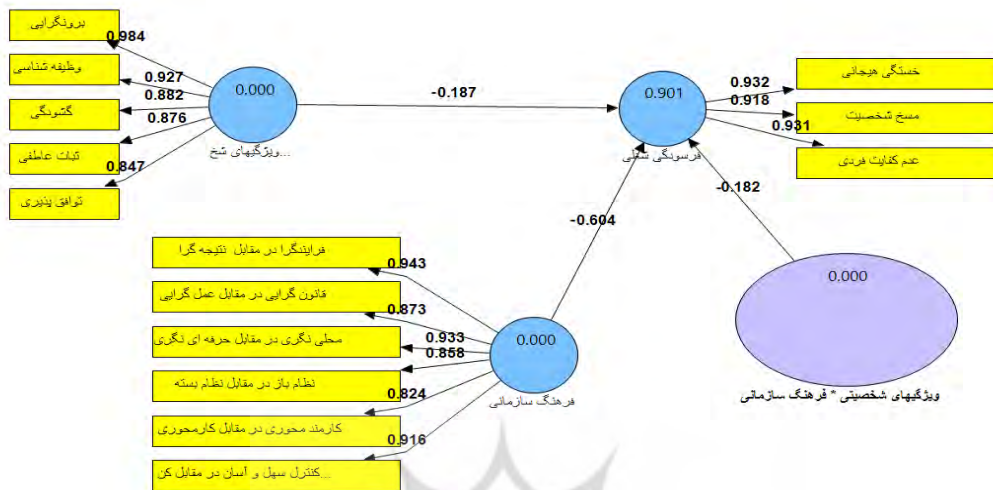 برونگرایی
0.984
وظیفه شناسی
0.927
گشودگی
0.882
ثبات عاطفی
0.876
توافق پذیری
0.847
0.000
ویژگیهای شخ...
-0.187
0.901
فرسودگی شغلی
0.932
خستگی هیجانی
0.918
مسخ شخصیت
0.931
عدم کفایت فردی
-0.604
-0.182
فرایندگرا در مقابل نتیجه گرا
0.943
قانون گرایی در مقابل عمل گرایی
0.873
محلی نگری در مقابل حرفه ای نگری
0.933
0.858
نظام باز در مقابل نظام بسته
0.824
کارمند محوری در مقابل کارمحوری
0.916
کنترل سهل و آسان در مقابل کن...
0.000
فرهنگ سازمانی
0.000
ویژگیهای شخصیتی * فرهنگ سازمانی